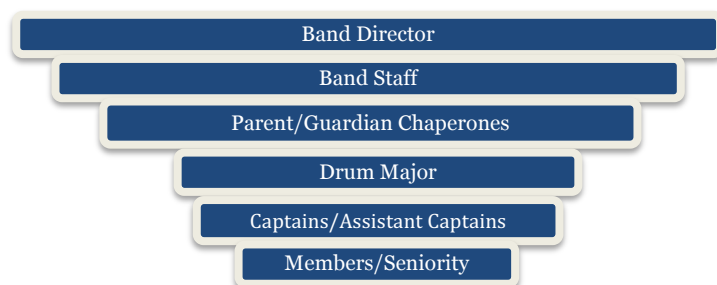 Band Director
Band Staff
Parent/Guardian Chaperones
Drum Major
Captains/Assistant Captains
Members/Seniority